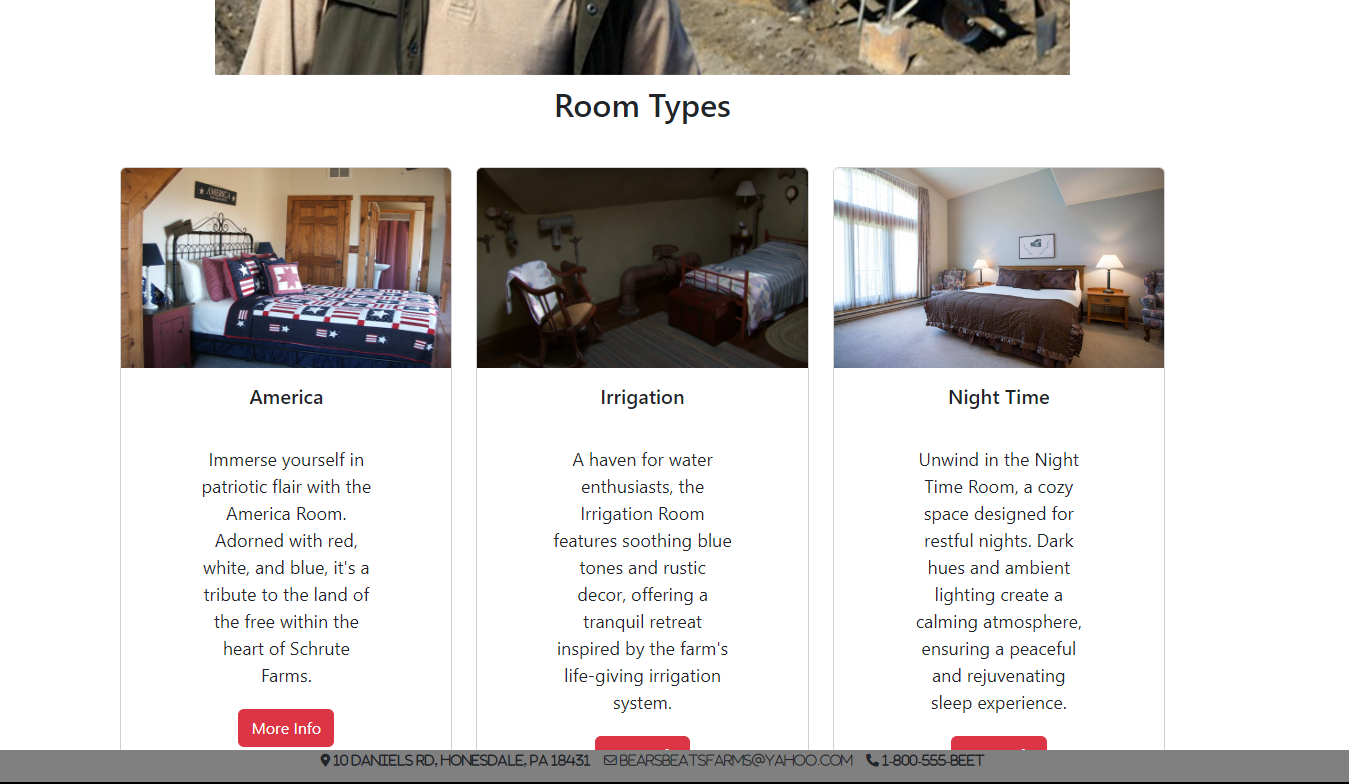 Room Types
AMERICA
America
Immerse yourself in
patriotic flair with the
America Room.
Adorned with red,
white, and blue, it's a
tribute to the land of
the free within the
heart of Schrute
Farms.
More Info
Irrigation
A haven for water
enthusiasts, the
Irrigation Room
features soothing blue
tones and rustic
decor, offering a
tranquil retreat
inspired by the farm's
life-giving irrigation
system.
Night Time
Unwind in the Night
Time Room, a cozy
space designed for
restful nights. Dark
hues and ambient
lighting create a
calming atmosphere,
ensuring a peaceful
and rejuvenating
sleep experience.
10 DANIELS RD, HONESDALE, PA 18431 BEARSBEATSFARMS@YAHOO.COM 1-800-555-BEET